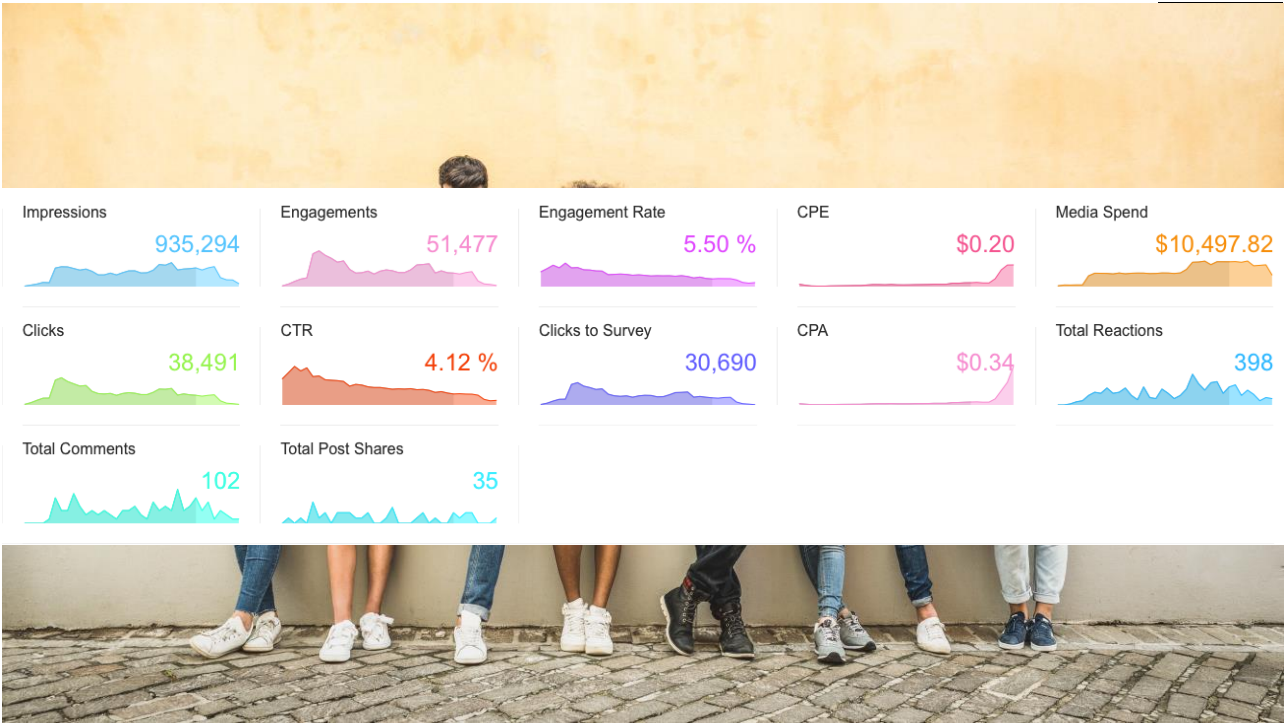 Impressions
935,294
Engagements
51,477
Engagement Rate
5.50 %
CPE
$0.20
Media Spend
$10,497.82
Clicks
38,491
CTR
4.12 %
Clicks to Survey
30,690
CPA
$0.34
Total Reactions
398
Total Comments
102
Total Post Shares
35